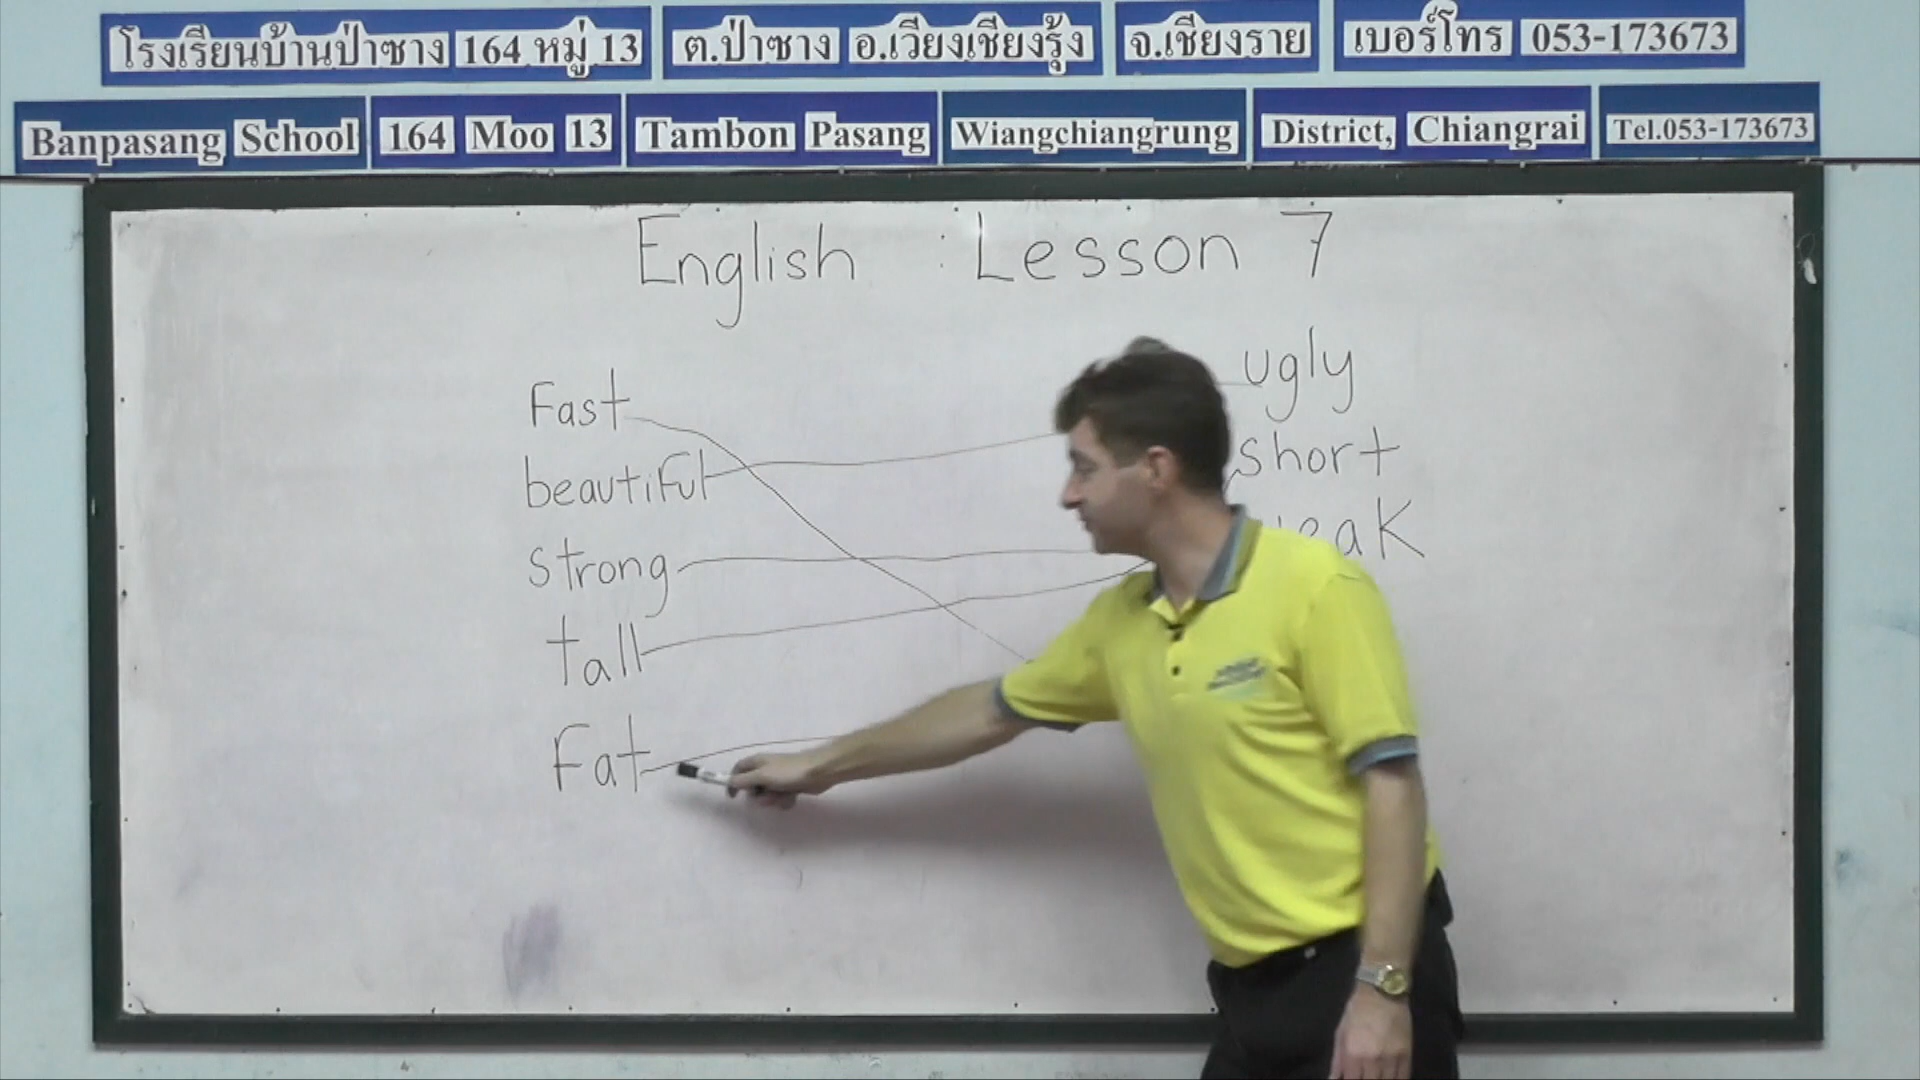 โรงเรียนบ้านป่าซาง 164 หมู่ 13 ต.ป่าซาง อ.เวียงเชียงรุ้ง จ.เชียงราย เบอร์โทร 053-173673
Banpasang School 164 Moo 13 Tambon Pasang Wiangchiangrung District, Chiangrai Tel.053-173673
English : Lesson 7
Fast
beautiful
strong
tall
Fat
ugly
short